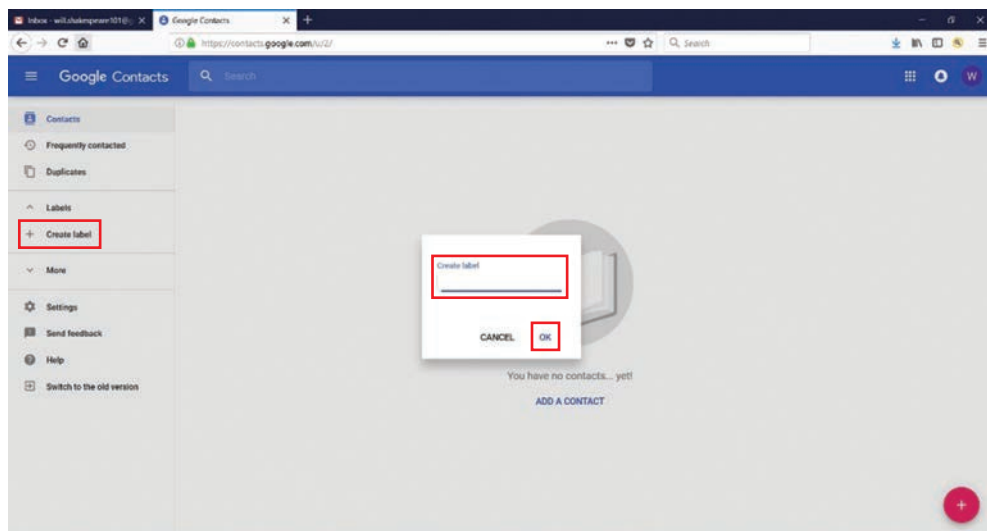 Inbox - will.shakespeare101@g
Google Contacts
https://contacts.google.com/u/2/
Search
Google Contacts
Search
W
Contacts
Frequently contacted
Duplicates
Labels
Create label
More
Settings
Send feedback
Help
Switch to the old version
Create label
CANCEL
OK
You have no contacts... yet!
ADD A CONTACT